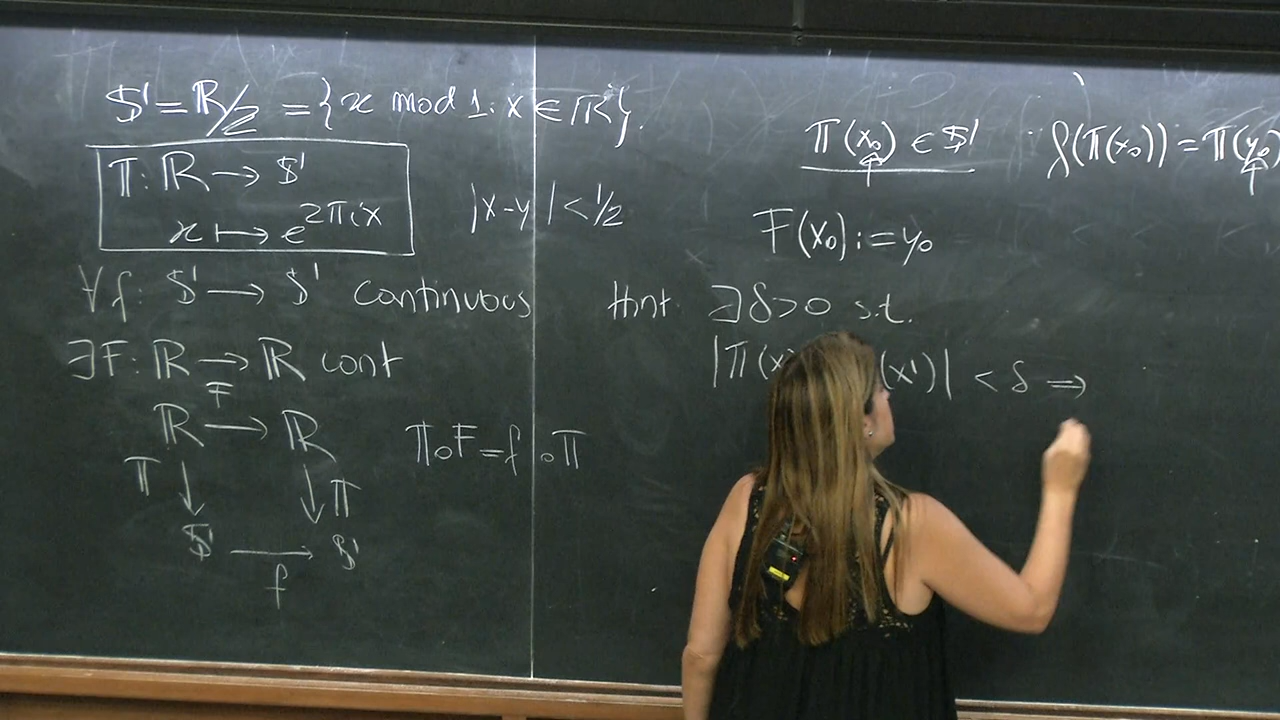 𝕊¹ = ℝ/ℤ = {x mod 1: x ∈ ℝ}.
π: ℝ → 𝕊¹
x ↦ e^{2πix}
|x-y| < 1/2
∀f: 𝕊¹ → 𝕊¹ continuous
∃F: ℝ → ℝ cont
F
ℝ → ℝ
π ↓ ↓ π
𝕊¹ → 𝕊¹
f
π∘F = f∘π
π(x₀) ∈ 𝕊¹
f(π(x₀)) = π(y₀)
↑ ↑
F(x₀) := y₀
Hint: ∃δ>0 s.t.
|π(x) (x')| < δ ⇒